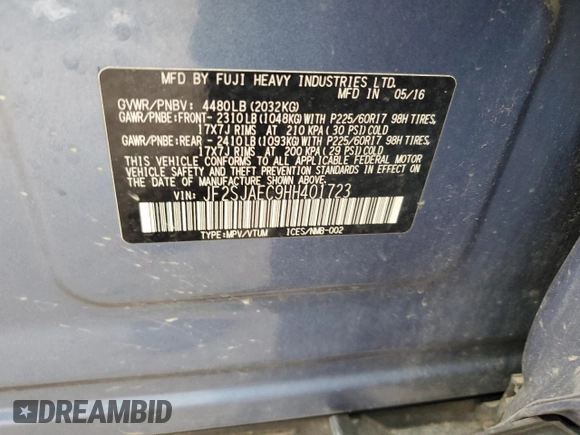 MFD BY FUJI HEAVY INDUSTRIES LTD.
05/16
GVWR/PNBV: 4480LB (2032KG)
GAWR/PNBE:FRONT- 2310LB (1048KG) WITH P225/60R17 98H TIRES,
17X7J RIMS AT 210 KPA (30 PSI) COLD
GAWR/PNBE:REAR - 2410LB (1093KG) WITH P225/60R17 98H TIRES,
17X7J RIMS AT 200 KPA (29 PSI) COLD
THIS VEHICLE CONFORMS TO ALL APPLICABLE FEDERAL MOTOR
VEHICLE SAFETY, BUMPER, AND THEFT PREVENTION STANDARDS
IN EFFECT ON THE DATE OF MANUFACTURE SHOWN ABOVE.
VIN: JF2SJAEC9HH401723
TYPE:MPV/VTUM ICES/NMB-002
DREAMBID